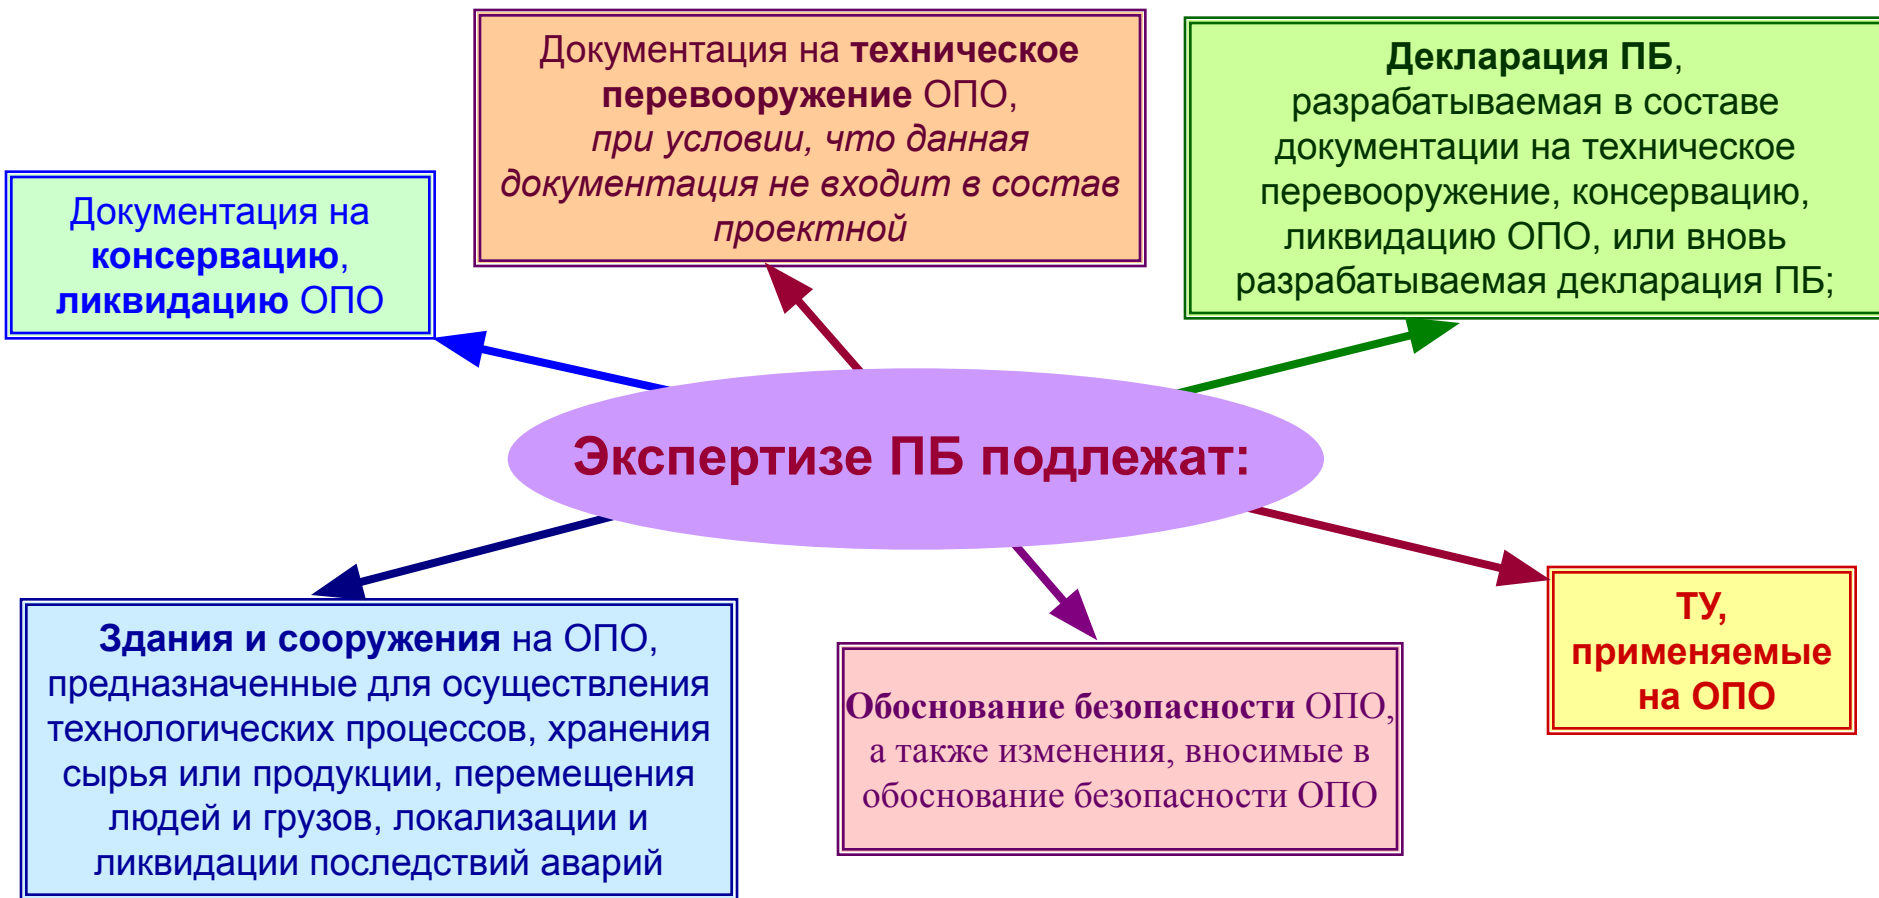 Документация на техническое
перевооружение ОПО,
при условии, что данная
документация не входит в состав
проектной
Декларация ПБ,
разрабатываемая в составе
документации на техническое
перевооружение, консервацию,
ликвидацию ОПО, или вновь
разрабатываемая декларация ПБ;
Документация на
консервацию,
ликвидацию ОПО
Экспертизе ПБ подлежат:
Здания и сооружения на ОПО,
предназначенные для осуществления
технологических процессов, хранения
сырья или продукции, перемещения
людей и грузов, локализации и
ликвидации последствий аварий
Обоснование безопасности ОПО,
а также изменения, вносимые в
обоснование безопасности ОПО
ТУ,
применяемые
на ОПО